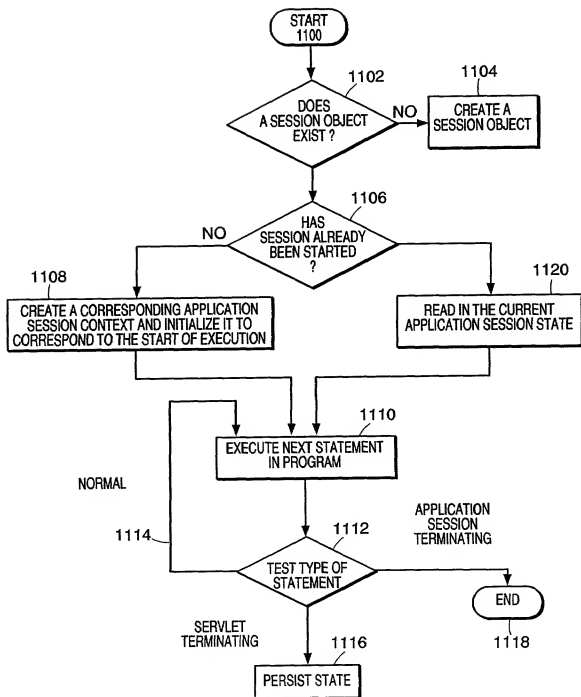 START
1100
1102
DOES
A SESSION OBJECT
EXIST ?
NO
1104
CREATE A
SESSION OBJECT
1106
HAS
SESSION ALREADY
BEEN STARTED
?
NO
1108
CREATE A CORRESPONDING APPLICATION
SESSION CONTEXT AND INITIALIZE IT TO
CORRESPOND TO THE START OF EXECUTION
1120
READ IN THE CURRENT
APPLICATION SESSION STATE
1110
EXECUTE NEXT STATEMENT
IN PROGRAM
NORMAL
1114
1112
TEST TYPE OF
STATEMENT
APPLICATION
SESSION
TERMINATING
END
1118
SERVLET
TERMINATING
1116
PERSIST STATE